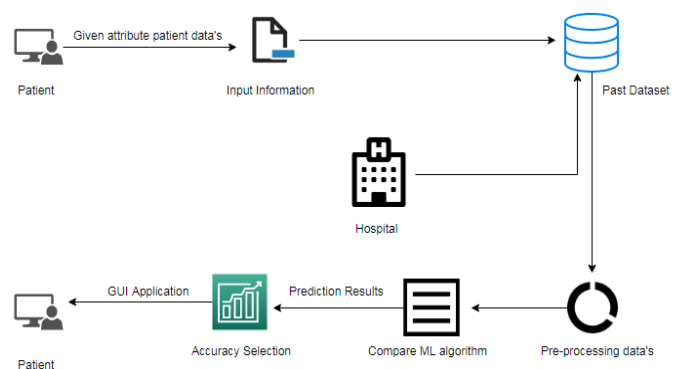 Given attribute patient data's
Patient
Input Information
Past Dataset
H
Hospital
GUI Application
Prediction Results
Patient
Accuracy Selection
Compare ML algorithm
Pre-processing data's